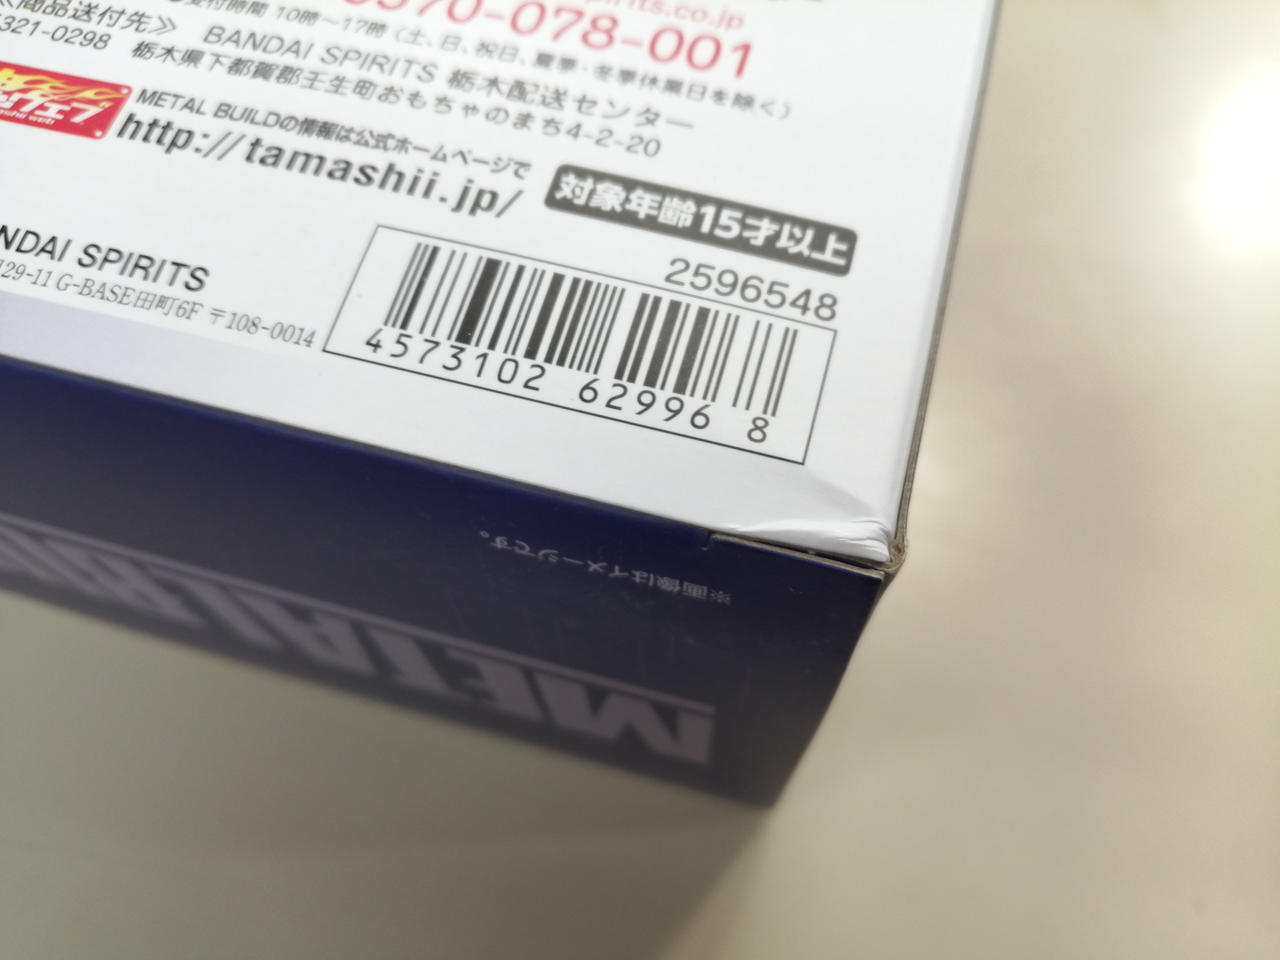 spirits.co.jp
0570-078-001
受付時間 10時～17時（土、日、祝日、夏季・冬季休業日を除く）
≪商品送付先≫ BANDAI SPIRITS 栃木配送センター
321-0298 栃木県下都賀郡壬生町おもちゃのまち4-2-20
METAL BUILDの情報は公式ホームページで
http://tamashii.jp/
対象年齢15才以上
NDAI SPIRITS
29-11 G-BASE田町6F 〒108-0014
2596548
4573102 62996 8
※画像はイメージです。
METAL